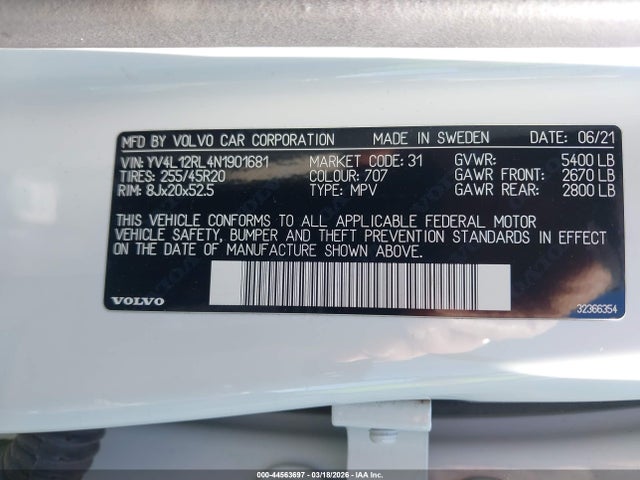 MFD BY VOLVO CAR CORPORATION MADE IN SWEDEN DATE: 06/21
VIN: YV4L12RL4N1901681 MARKET CODE: 31 GVWR: 5400 LB
TIRES: 255/45R20 COLOUR: 707 GAWR FRONT: 2670 LB
RIM: 8Jx20x52.5 TYPE: MPV GAWR REAR: 2800 LB
THIS VEHICLE CONFORMS TO ALL APPLICABLE FEDERAL MOTOR
VEHICLE SAFETY, BUMPER AND THEFT PREVENTION STANDARDS IN EFFECT
ON THE DATE OF MANUFACTURE SHOWN ABOVE.
VOLVO 32366354
000-44563697 - 03/18/2026 - IAA Inc.